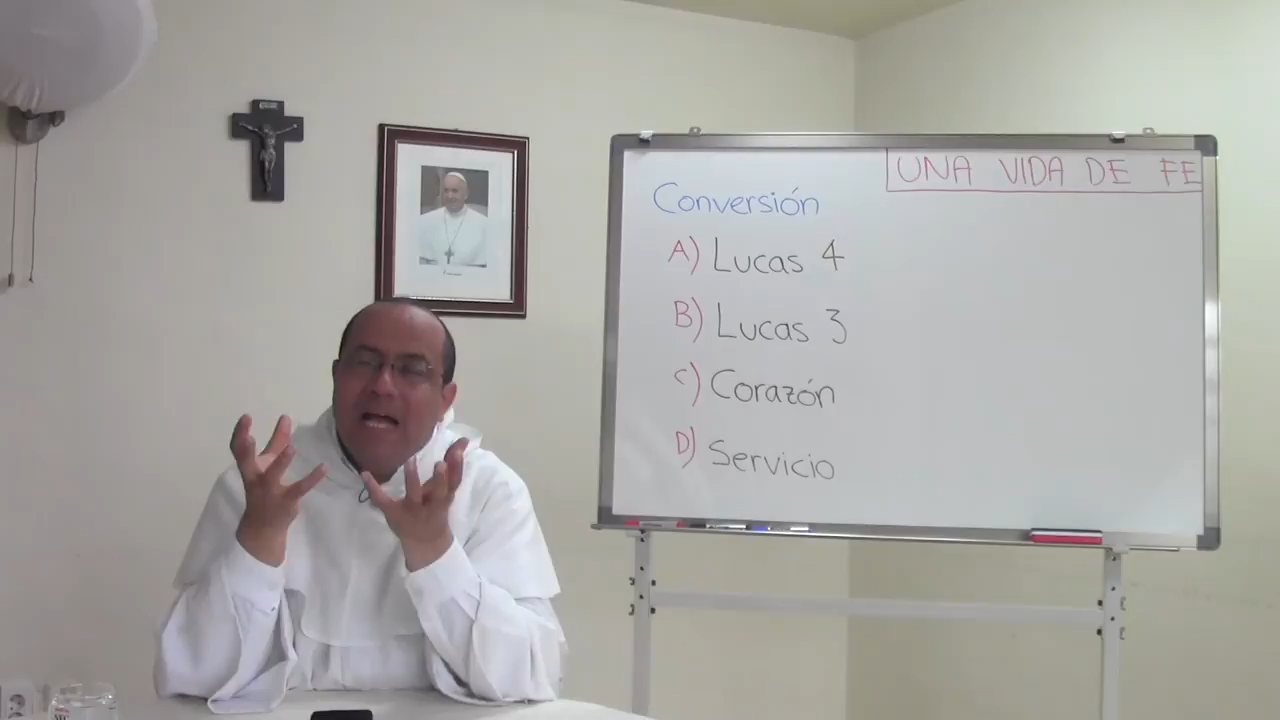 UNA VIDA DE FE
Conversión
A) Lucas 4
B) Lucas 3
C) Corazón
D) Servicio